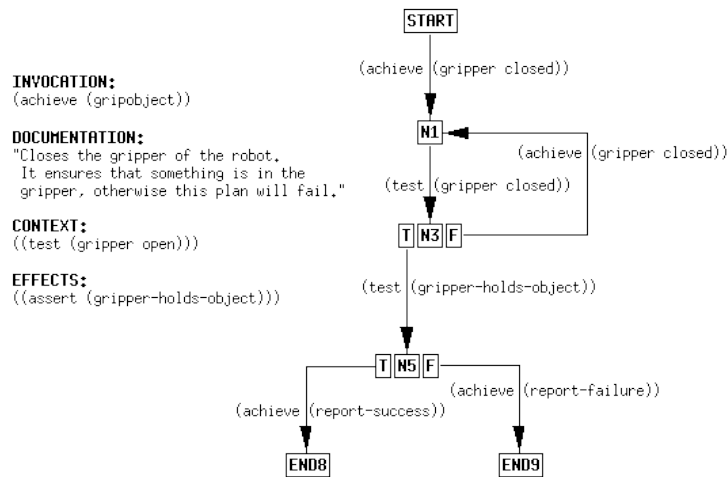 START
(achieve (gripper closed))
INVOCATION:
(achieve (gripobject))
DOCUMENTATION:
"Closes the gripper of the robot.
It ensures that something is in the
gripper, otherwise this plan will fail."
CONTEXT:
((test (gripper open)))
EFFECTS:
((assert (gripper-holds-object)))
N1
(achieve (gripper closed))
(test (gripper closed))
T N3 F
(test (gripper-holds-object))
T N5 F
(achieve (report-failure))
(achieve (report-success))
END8
END9